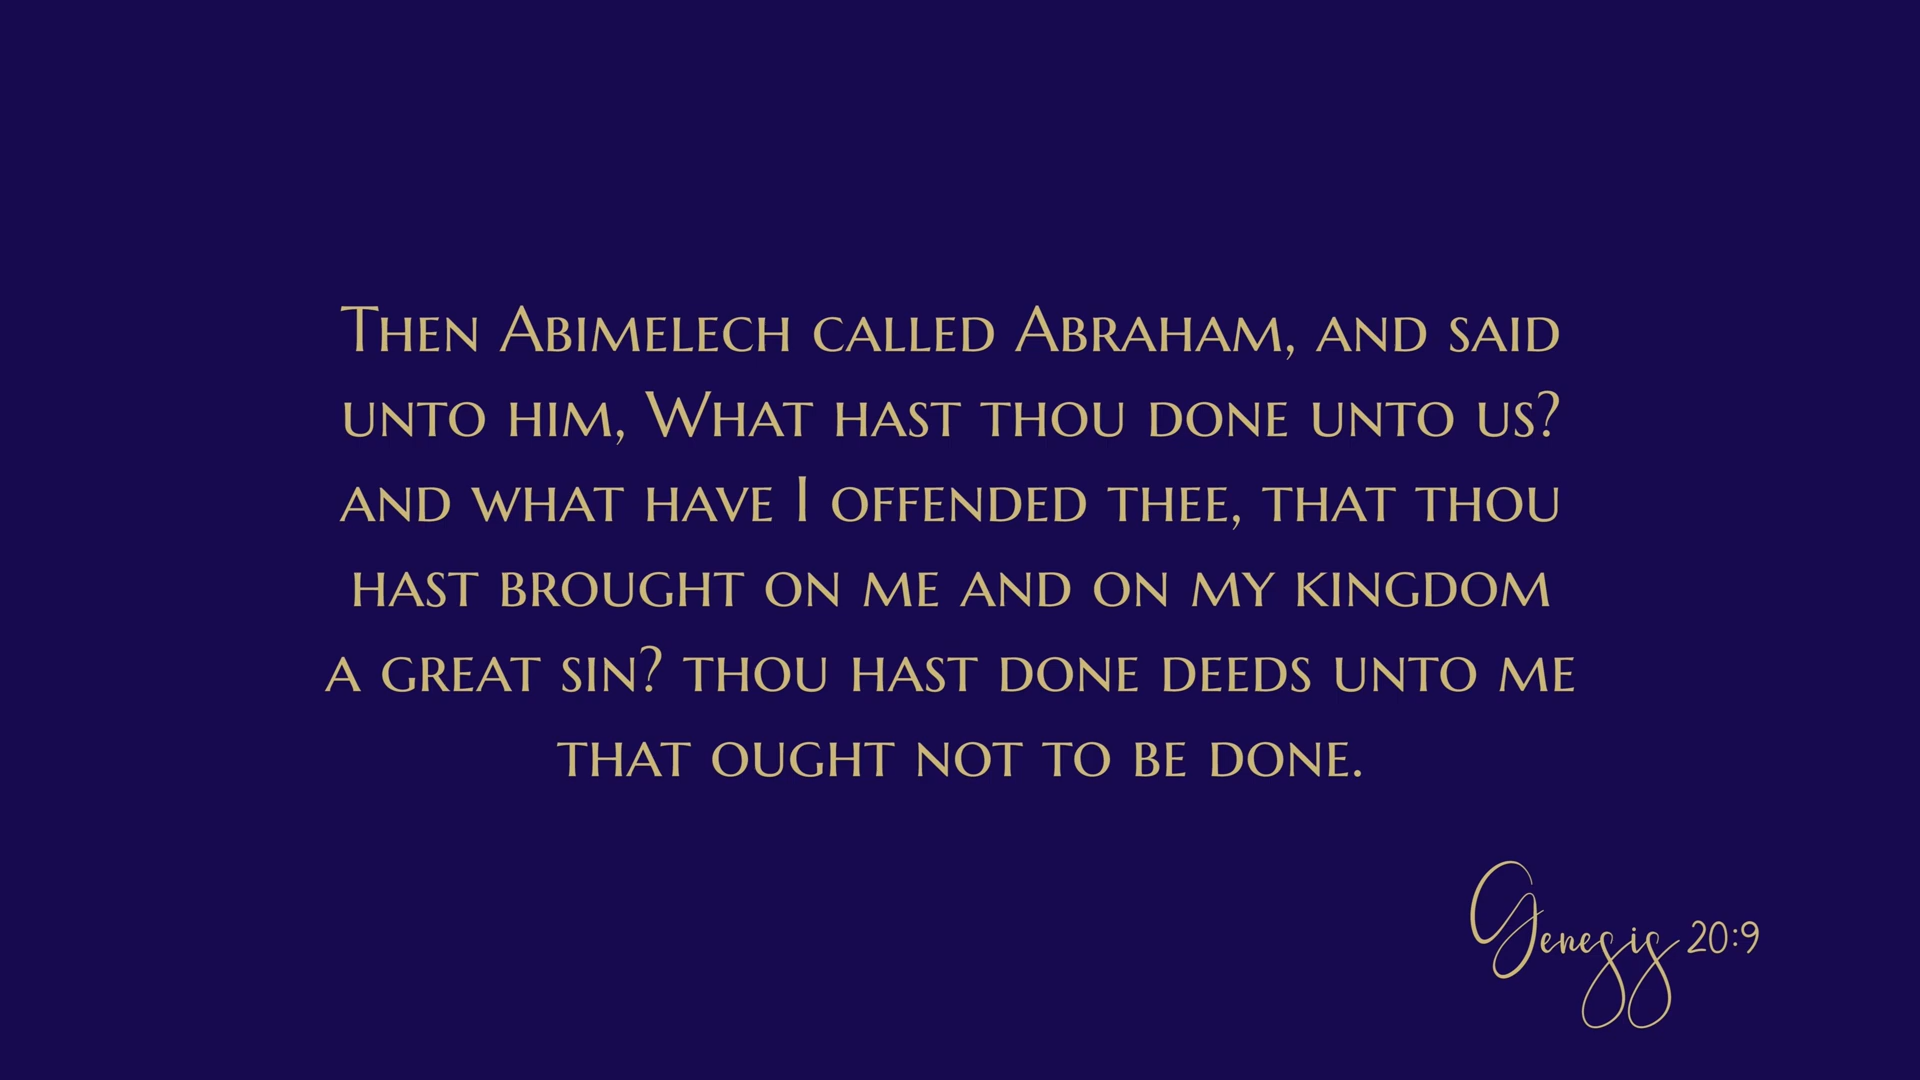 Then Abimelech called Abraham, and said
unto him, What hast thou done unto us?
and what have I offended thee, that thou
hast brought on me and on my kingdom
a great sin? thou hast done deeds unto me
that ought not to be done.
Genesis 20:9